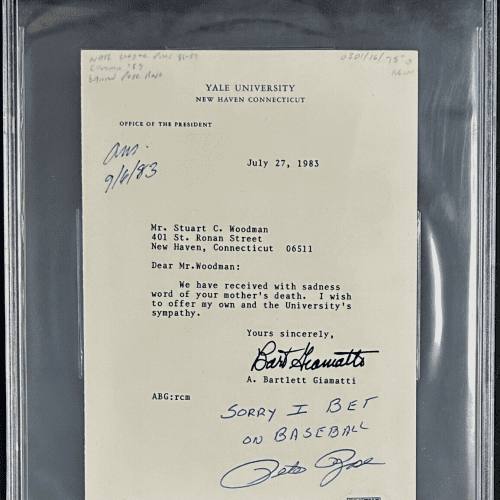 YALE UNIVERSITY
NEW HAVEN CONNECTICUT
OFFICE OF THE PRESIDENT
ans.
9/6/83
July 27, 1983
Mr. Stuart C. Woodman
401 St. Ronan Street
New Haven, Connecticut 06511
Dear Mr.Woodman:
We have received with sadness
word of your mother's death. I wish
to offer my own and the University's
sympathy.
Yours sincerely,
Bart Giamatti
A. Bartlett Giamatti
ABG:rcm
SORRY I BET
ON BASEBALL
Pete Rose